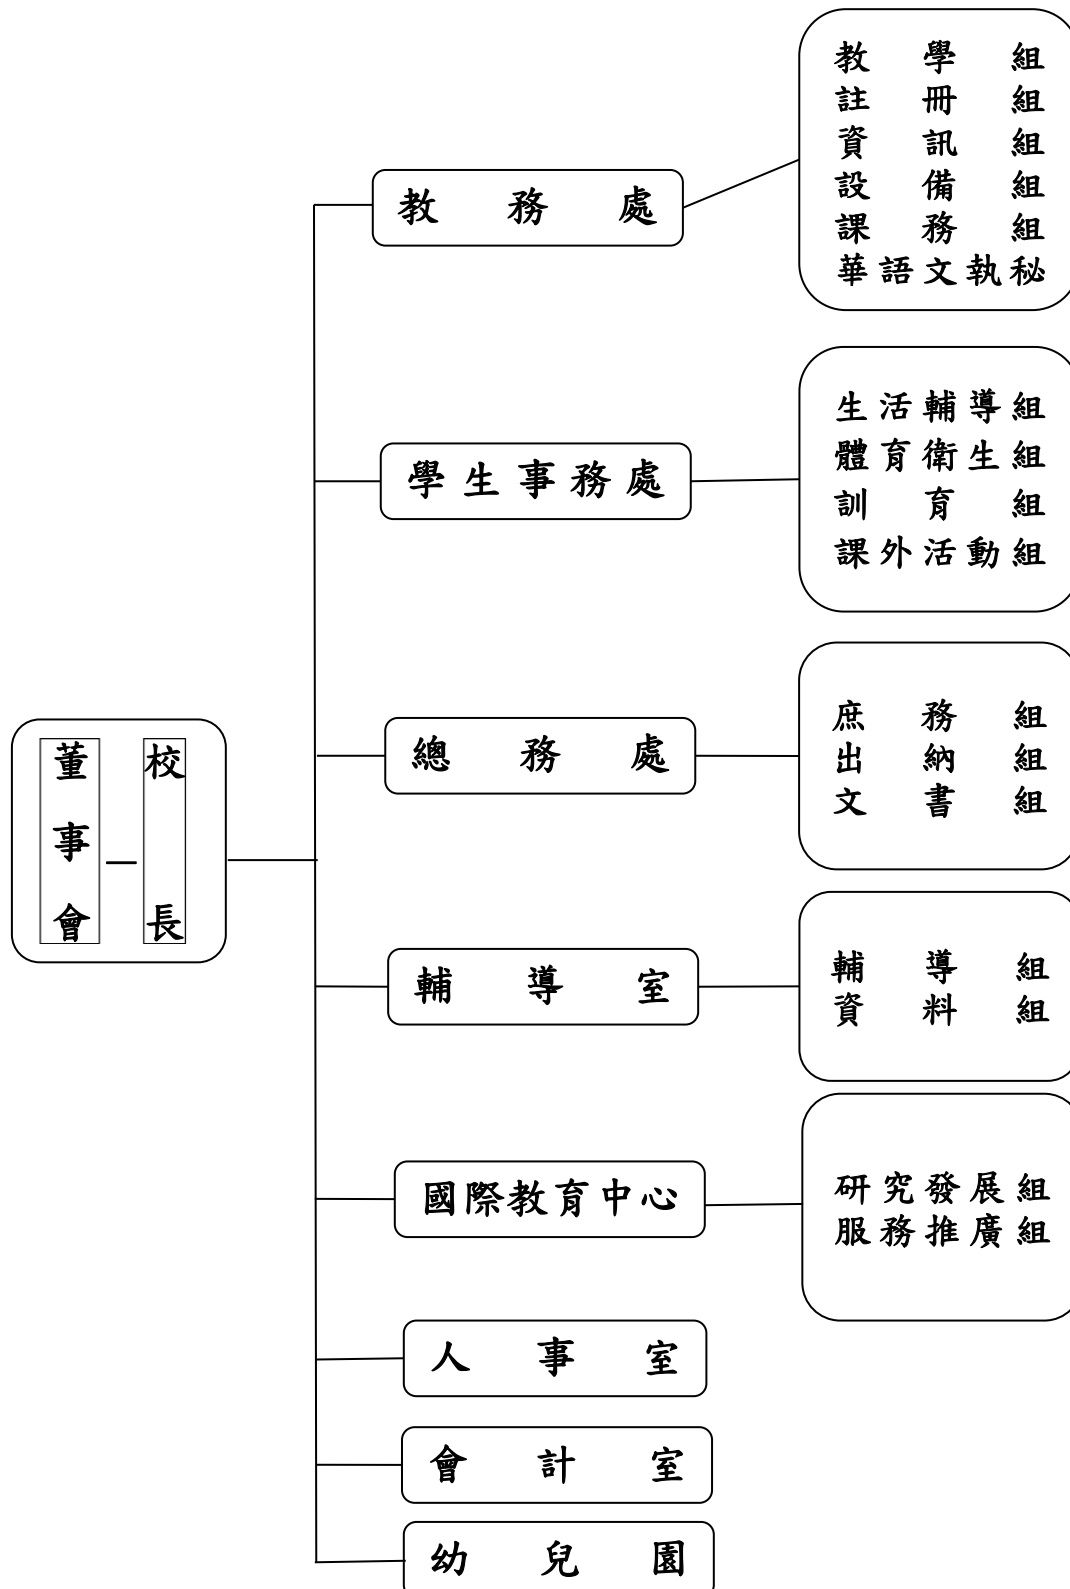 董事會
校長
教務處
教學組
註冊組
資訊組
設備組
課務組
華語文執秘
學生事務處
生活輔導組
體育衛生組
訓育組
課外活動組
總務處
庶務組
出納組
文書組
輔導室
輔導組
資料組
國際教育中心
研究發展組
服務推廣組
人事室
會計室
幼兒園